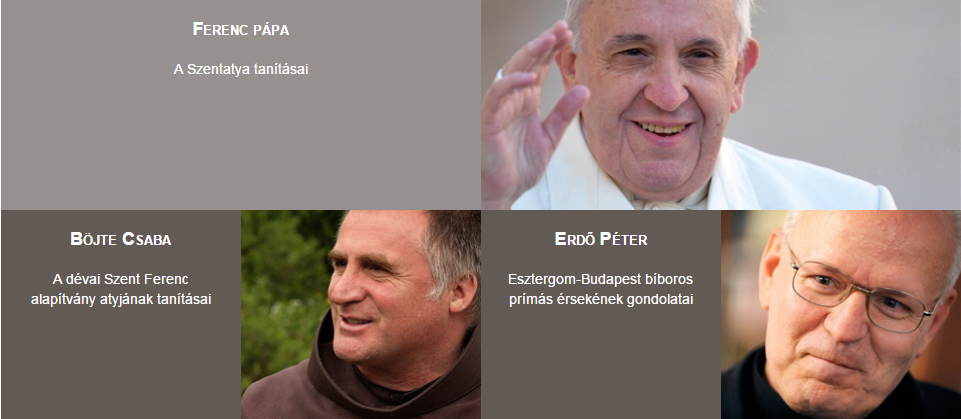 FERENC PÁPA
A Szentatya tanításai
BÖJTE CSABA
A dévai Szent Ferenc
alapítvány atyjának tanításai
ERDŐ PÉTER
Esztergom-Budapest bíboros
prímás érsekének gondolatai